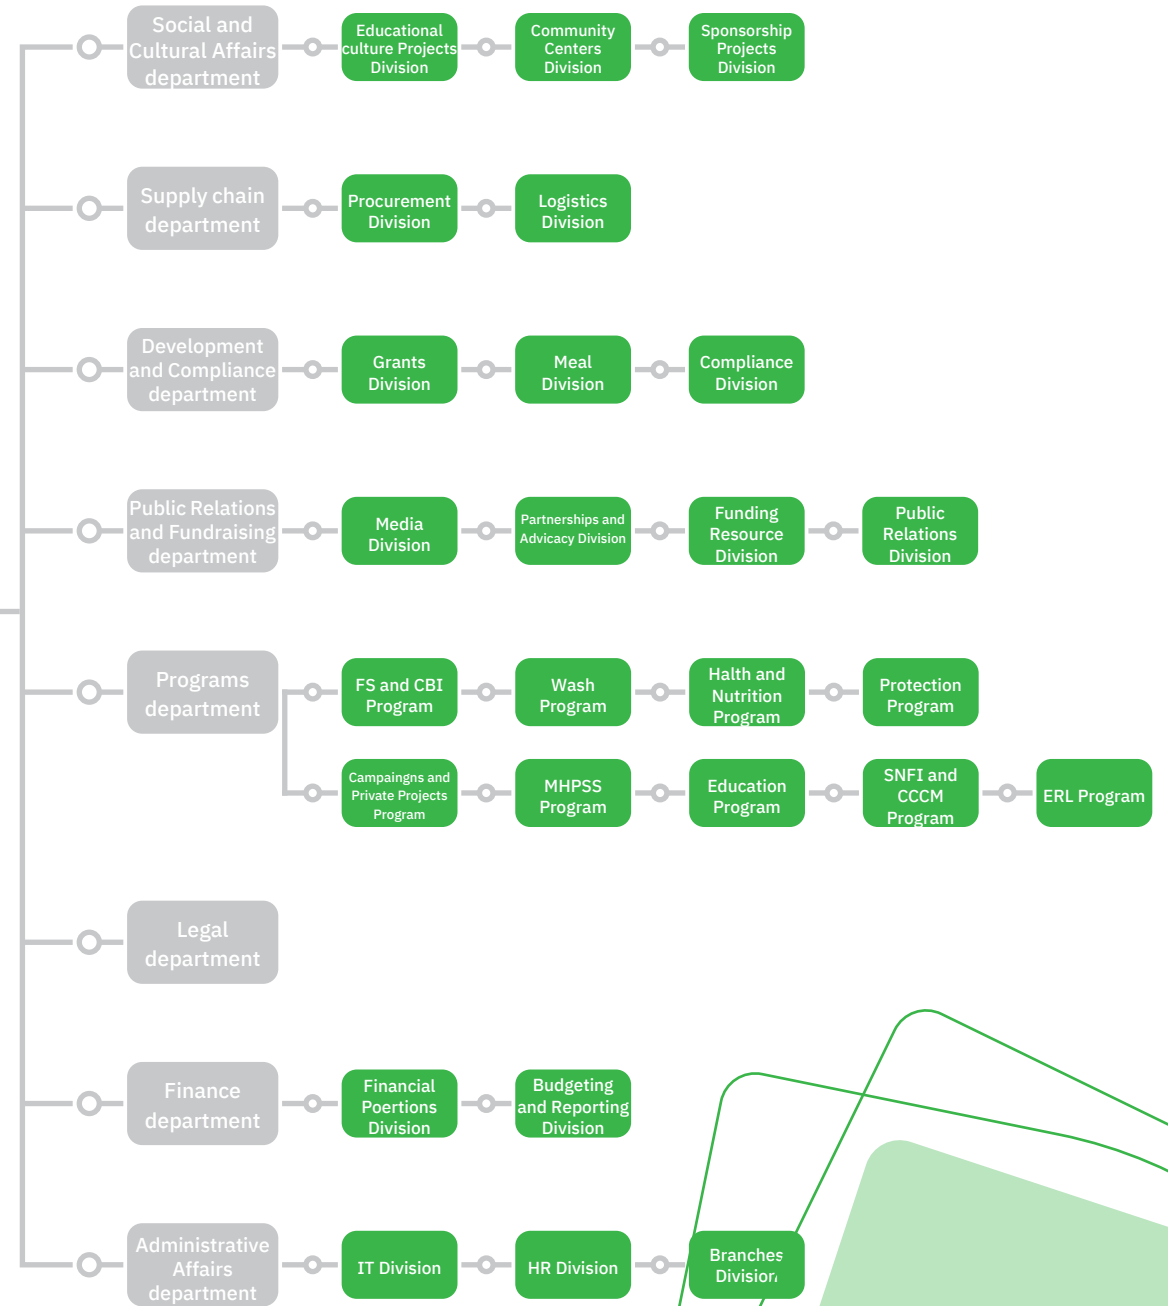 Social and
Cultural Affairs
department
Educational
culture Projects
Division
Community
Centers
Division
Sponsorship
Projects
Division
Supply chain
department
Procurement
Division
Logistics
Division
Development
and Compliance
department
Grants
Division
Meal
Division
Compliance
Division
Public Relations
and Fundraising
department
Media
Division
Partnerships and
Advicacy Division
Funding
Resource
Division
Public
Relations
Division
Programs
department
FS and CBI
Program
Wash
Program
Halth and
Nutrition
Program
Protection
Program
Campaingns and
Private Projects
Program
MHPSS
Program
Education
Program
SNFI and
CCCM
Program
ERL Program
Legal
department
Finance
department
Financial
Poertions
Division
Budgeting
and Reporting
Division
Administrative
Affairs
department
IT Division
HR Division
Branches
Division